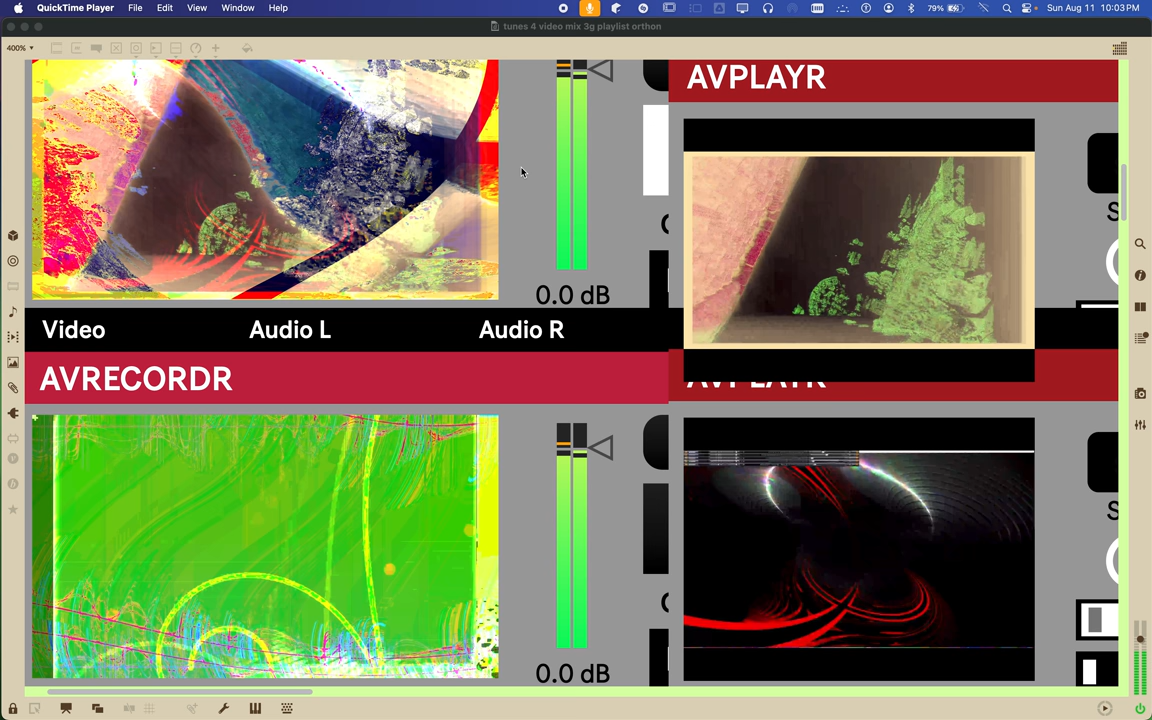 QuickTime Player File Edit View Window Help 79% Sun Aug 11 10:03 PM
tunes 4 video mix 3g playlist orthon
400%
AVPLAYR
0.0 dB
Video Audio L Audio R
AVRECORDR
AVPLAYR
0.0 dB